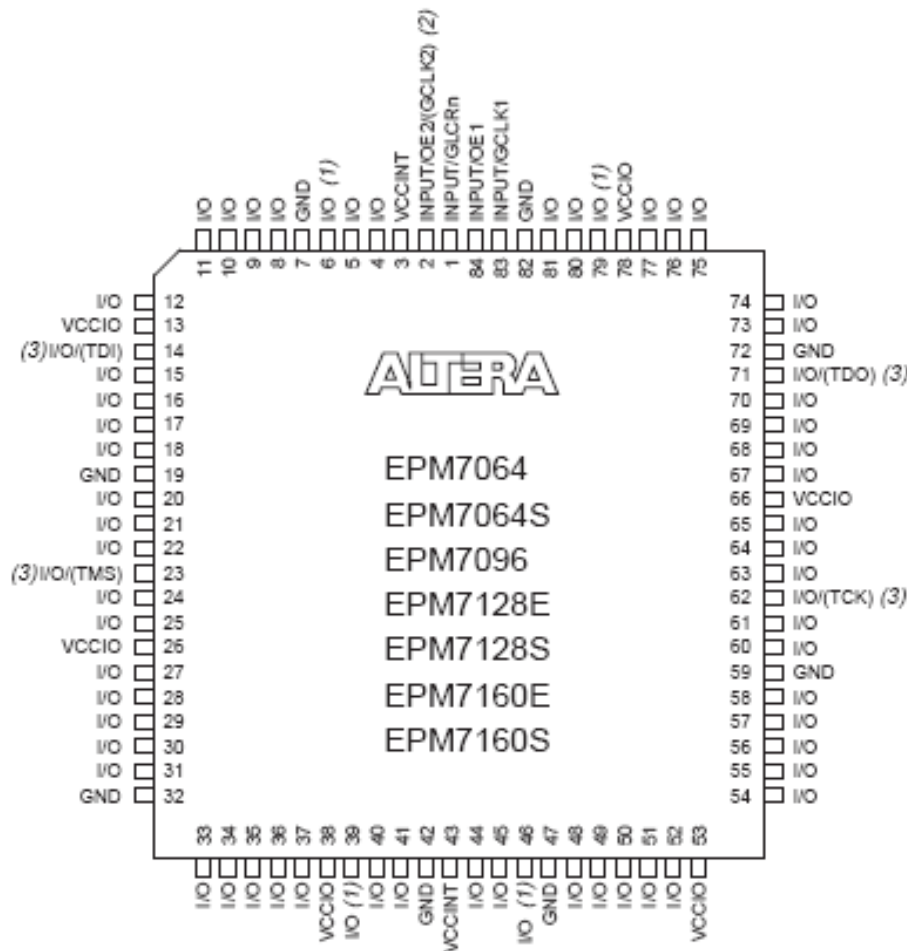 I/O
I/O
I/O
I/O
GND
I/O (1)
I/O
I/O
VCCINT
INPUT/OE2/(GCLK2) (2)
INPUT/GLCRn
INPUT/OE1
INPUT/GCLK1
GND
I/O
I/O
I/O (1)
VCCIO
I/O
I/O
I/O
11 10 9 8 7 6 5 4 3 2 1 84 83 82 81 80 79 78 77 76 75
I/O 12 74 I/O
VCCIO 13 73 I/O
(3) I/O/(TDI) 14 72 GND
I/O 15 71 I/O/(TDO) (3)
I/O 16 70 I/O
I/O 17 69 I/O
I/O 18 68 I/O
GND 19 67 I/O
I/O 20 66 VCCIO
I/O 21 65 I/O
I/O 22 64 I/O
(3) I/O/(TMS) 23 63 I/O
I/O 24 62 I/O/(TCK) (3)
I/O 25 61 I/O
VCCIO 26 60 I/O
I/O 27 59 GND
I/O 28 58 I/O
I/O 29 57 I/O
I/O 30 56 I/O
I/O 31 55 I/O
GND 32 54 I/O
ALTERA
EPM7064
EPM7064S
EPM7096
EPM7128E
EPM7128S
EPM7160E
EPM7160S
33 34 35 36 37 38 39 40 41 42 43 44 45 46 47 48 49 50 51 52 53
I/O
I/O
I/O
I/O
I/O
VCCIO
I/O (1)
I/O
I/O
GND
VCCINT
I/O
I/O
I/O (1)
GND
I/O
I/O
I/O
I/O
I/O
VCCIO